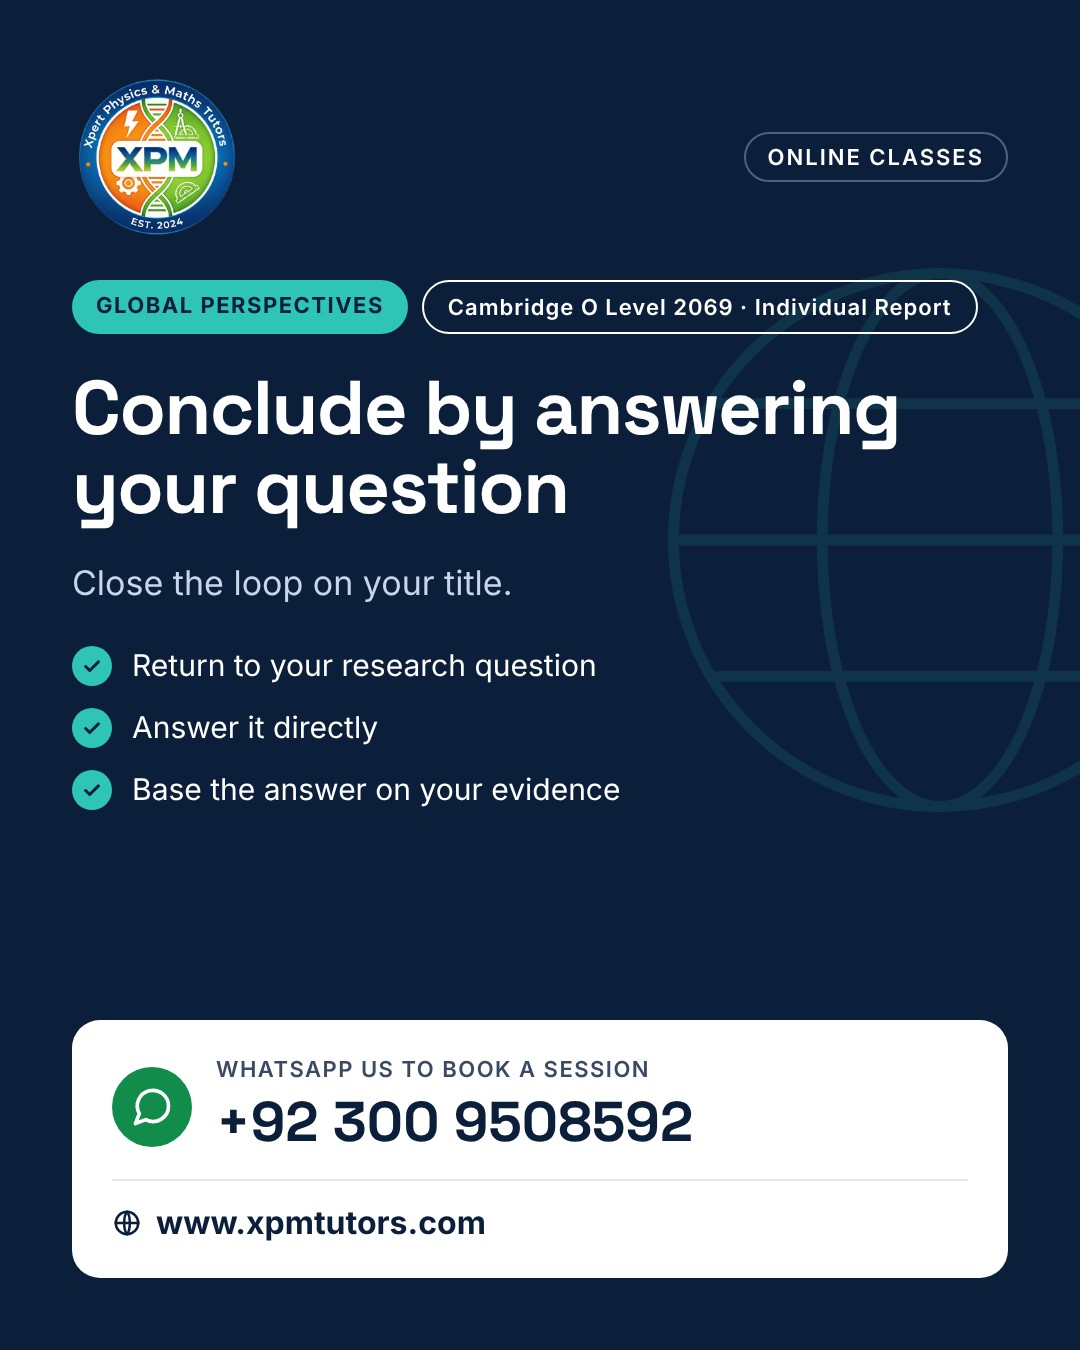 Xpert Physics & Maths Tutors
XPM
EST. 2024
ONLINE CLASSES
GLOBAL PERSPECTIVES
Cambridge O Level 2069 · Individual Report
Conclude by answering
your question
Close the loop on your title.
Return to your research question
Answer it directly
Base the answer on your evidence
WHATSAPP US TO BOOK A SESSION
+92 300 9508592
www.xpmtutors.com